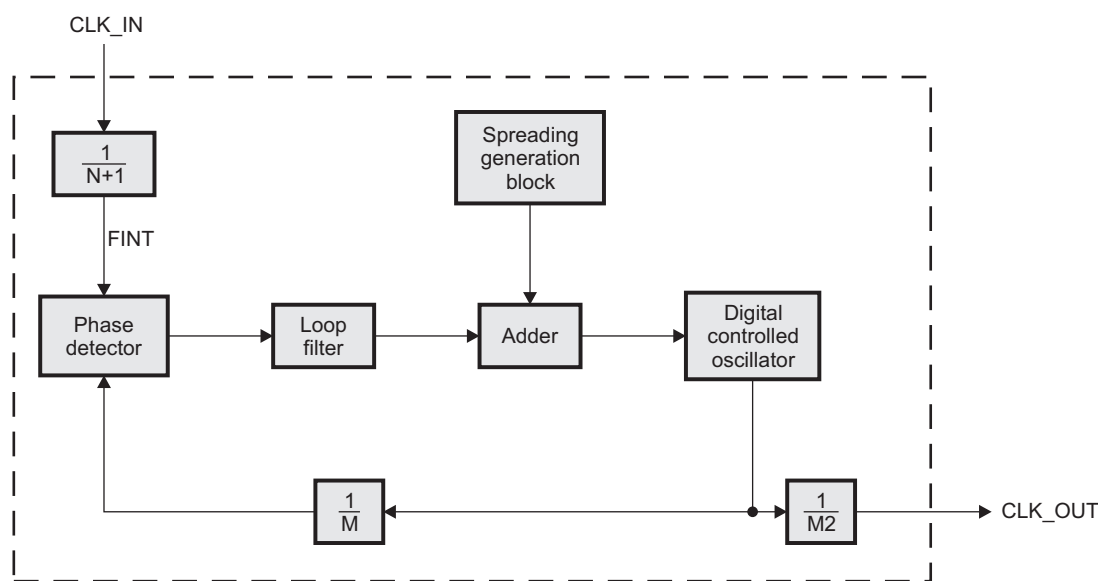 CLK_IN
1
N+1
Spreading
generation
block
FINT
Phase
detector
Loop
filter
Adder
Digital
controlled
oscillator
1
M
1
M2
CLK_OUT